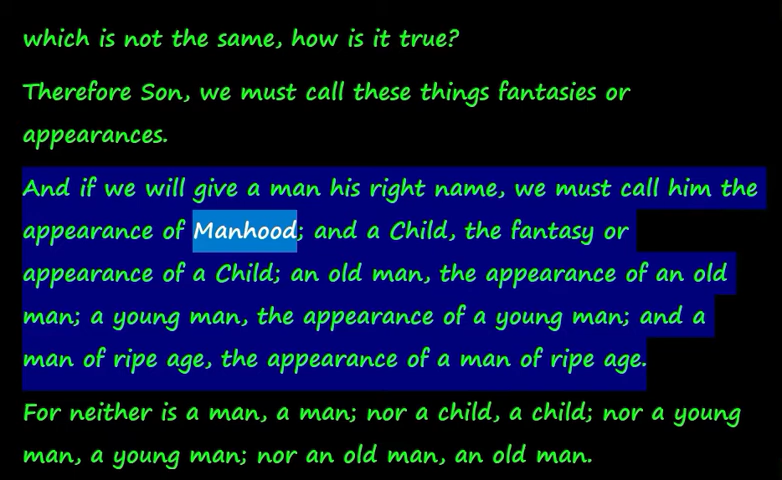 which is not the same, how is it true?
Therefore Son, we must call these things fantasies or
appearances.
And if we will give a man his right name, we must call him the
appearance of Manhood; and a Child, the fantasy or
appearance of a Child; an old man, the appearance of an old
man; a young man, the appearance of a young man; and a
man of ripe age, the appearance of a man of ripe age.
For neither is a man, a man; nor a child, a child; nor a young
man, a young man; nor an old man, an old man.